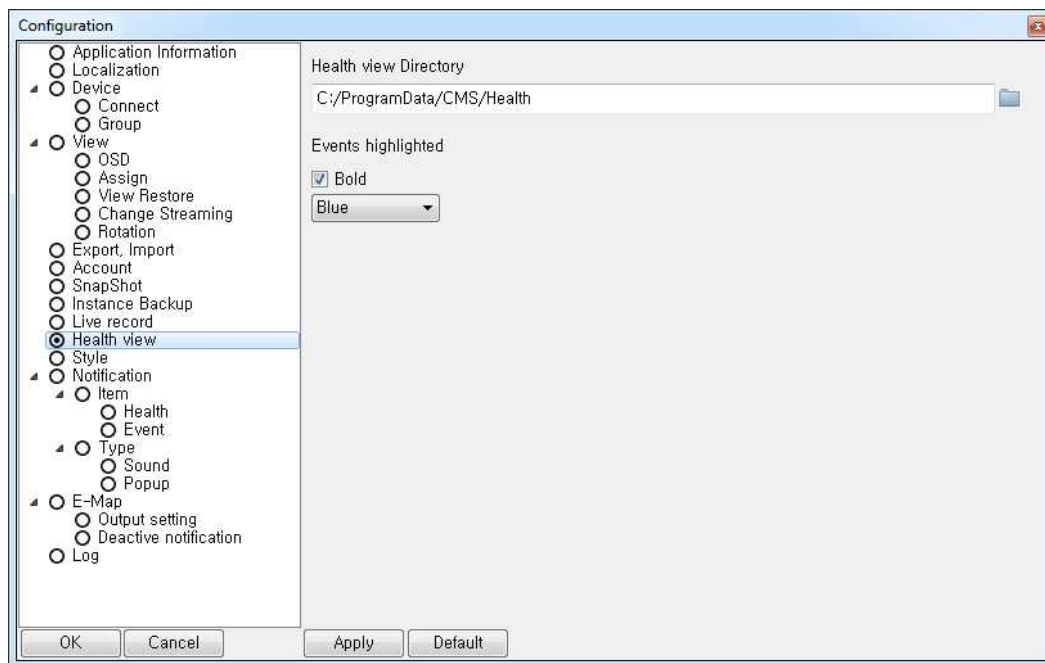 Configuration
Application Information
Localization
Device
Connect
Group
View
OSD
Assign
View Restore
Change Streaming
Rotation
Export, Import
Account
SnapShot
Instance Backup
Live record
Health view
Style
Notification
Item
Health
Event
Type
Sound
Popup
E-Map
Output setting
Deactive notification
Log
Health view Directory
C:/ProgramData/CMS/Health
Events highlighted
Bold
Blue
OK
Cancel
Apply
Default